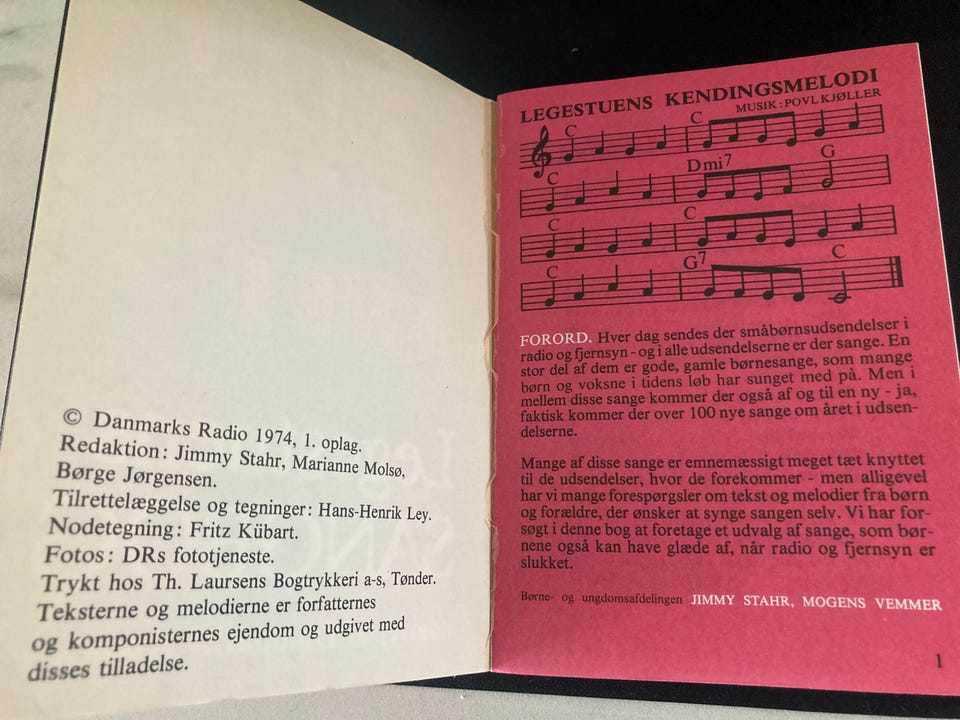 © Danmarks Radio 1974, 1. oplag.
Redaktion: Jimmy Stahr, Marianne Molsø,
Børge Jørgensen.
Tilrettelæggelse og tegninger: Hans-Henrik Ley.
Nodetegning: Fritz Kübart.
Fotos: DRs fototjeneste.
Trykt hos Th. Laursens Bogtrykkeri a-s, Tønder.
Teksterne og melodierne er forfatternes
og komponisternes ejendom og udgivet med
disses tilladelse.
LEGESTUENS KENDINGSMELODI
MUSIK: POVL KJØLLER
C C
C Dmi7 G
C C
C G7 C
FORORD. Hver dag sendes der småbørnsudsendelser i
radio og fjernsyn - og i alle udsendelserne er der sange. En
stor del af dem er gode, gamle børnesange, som mange
børn og voksne i tidens løb har sunget med på. Men i
mellem disse sange kommer der også af og til en ny - ja,
faktisk kommer der over 100 nye sange om året i udsen-
delserne.
Mange af disse sange er emnemæssigt meget tæt knyttet
til de udsendelser, hvor de forekommer - men alligevel
har vi mange forespørgsler om tekst og melodier fra børn
og forældre, der ønsker at synge sangen selv. Vi har for-
søgt i denne bog at foretage et udvalg af sange, som bør-
nene også kan have glæde af, når radio og fjernsyn er
slukket.
Børne- og ungdomsafdelingen JIMMY STAHR, MOGENS VEMMER
1